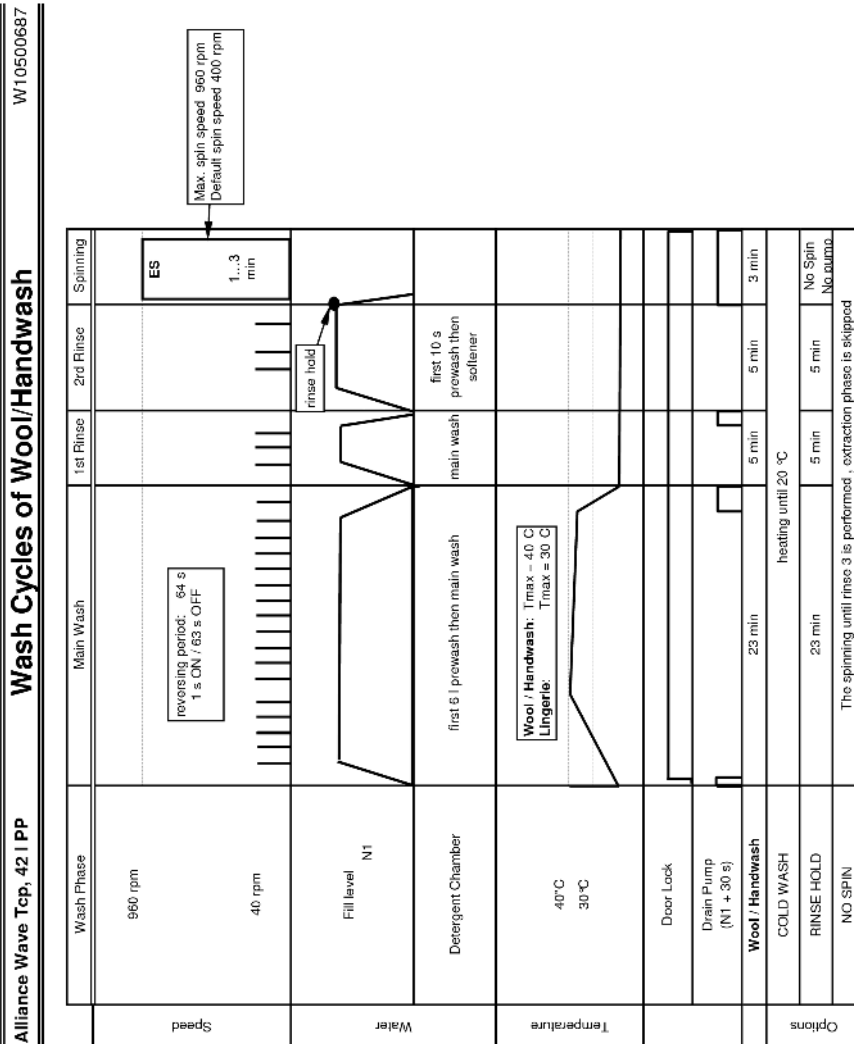 Alliance Wave Tcp, 42 l PP
Wash Cycles of Wool/Handwash
W10500687
Wash Phase
Main Wash
1st Rinse
2nd Rinse
Spinning
Speed
960 rpm
40 rpm
reversing period: 64 s
1 s ON / 63 s OFF
ES
1...3
min
Max. spin speed 960 rpm
Default spin speed 400 rpm
Water
Fill level
N1
rinse hold
Detergent Chamber
first 6 l prewash then main wash
main wash
first 10 s
prewash then
softener
Temperature
40°C
30°C
Wool / Handwash: Tmax – 40 C
Lingerie: Tmax = 30 C
Door Lock
Drain Pump
(N1 + 30 s)
Wool / Handwash
23 min
5 min
5 min
3 min
Options
COLD WASH
heating until 20 °C
RINSE HOLD
23 min
5 min
5 min
No Spin
No pump
NO SPIN
The spinning until rinse 3 is performed , extraction phase is skipped